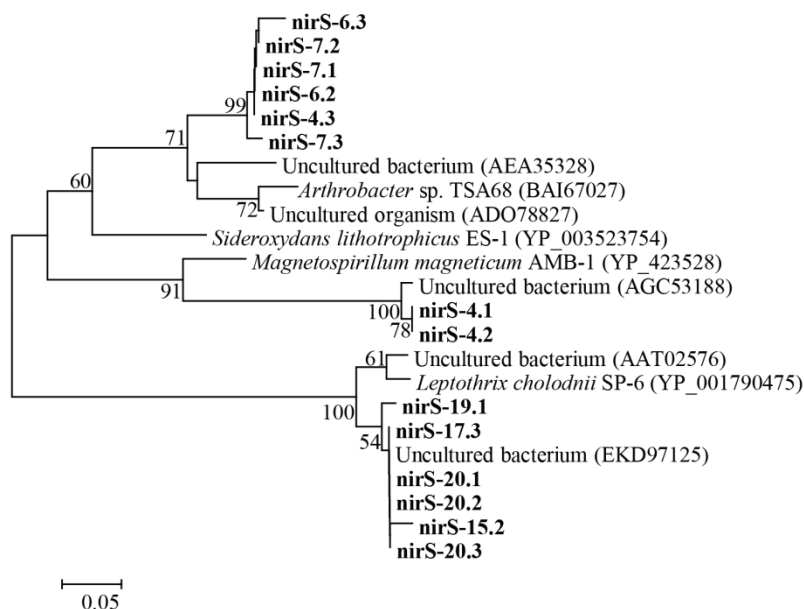 nirS-6.3
nirS-7.2
nirS-7.1
99
nirS-6.2
nirS-4.3
71
nirS-7.3
Uncultured bacterium (AEA35328)
60
Arthrobacter sp. TSA68 (BAI67027)
72
Uncultured organism (ADO78827)
Sideroxydans lithotrophicus ES-1 (YP_003523754)
Magnetospirillum magneticum AMB-1 (YP_423528)
91
Uncultured bacterium (AGC53188)
100
nirS-4.1
78
nirS-4.2
61
Uncultured bacterium (AAT02576)
Leptothrix cholodnii SP-6 (YP_001790475)
100
nirS-19.1
54
nirS-17.3
Uncultured bacterium (EKD97125)
nirS-20.1
nirS-20.2
nirS-15.2
nirS-20.3
0.05